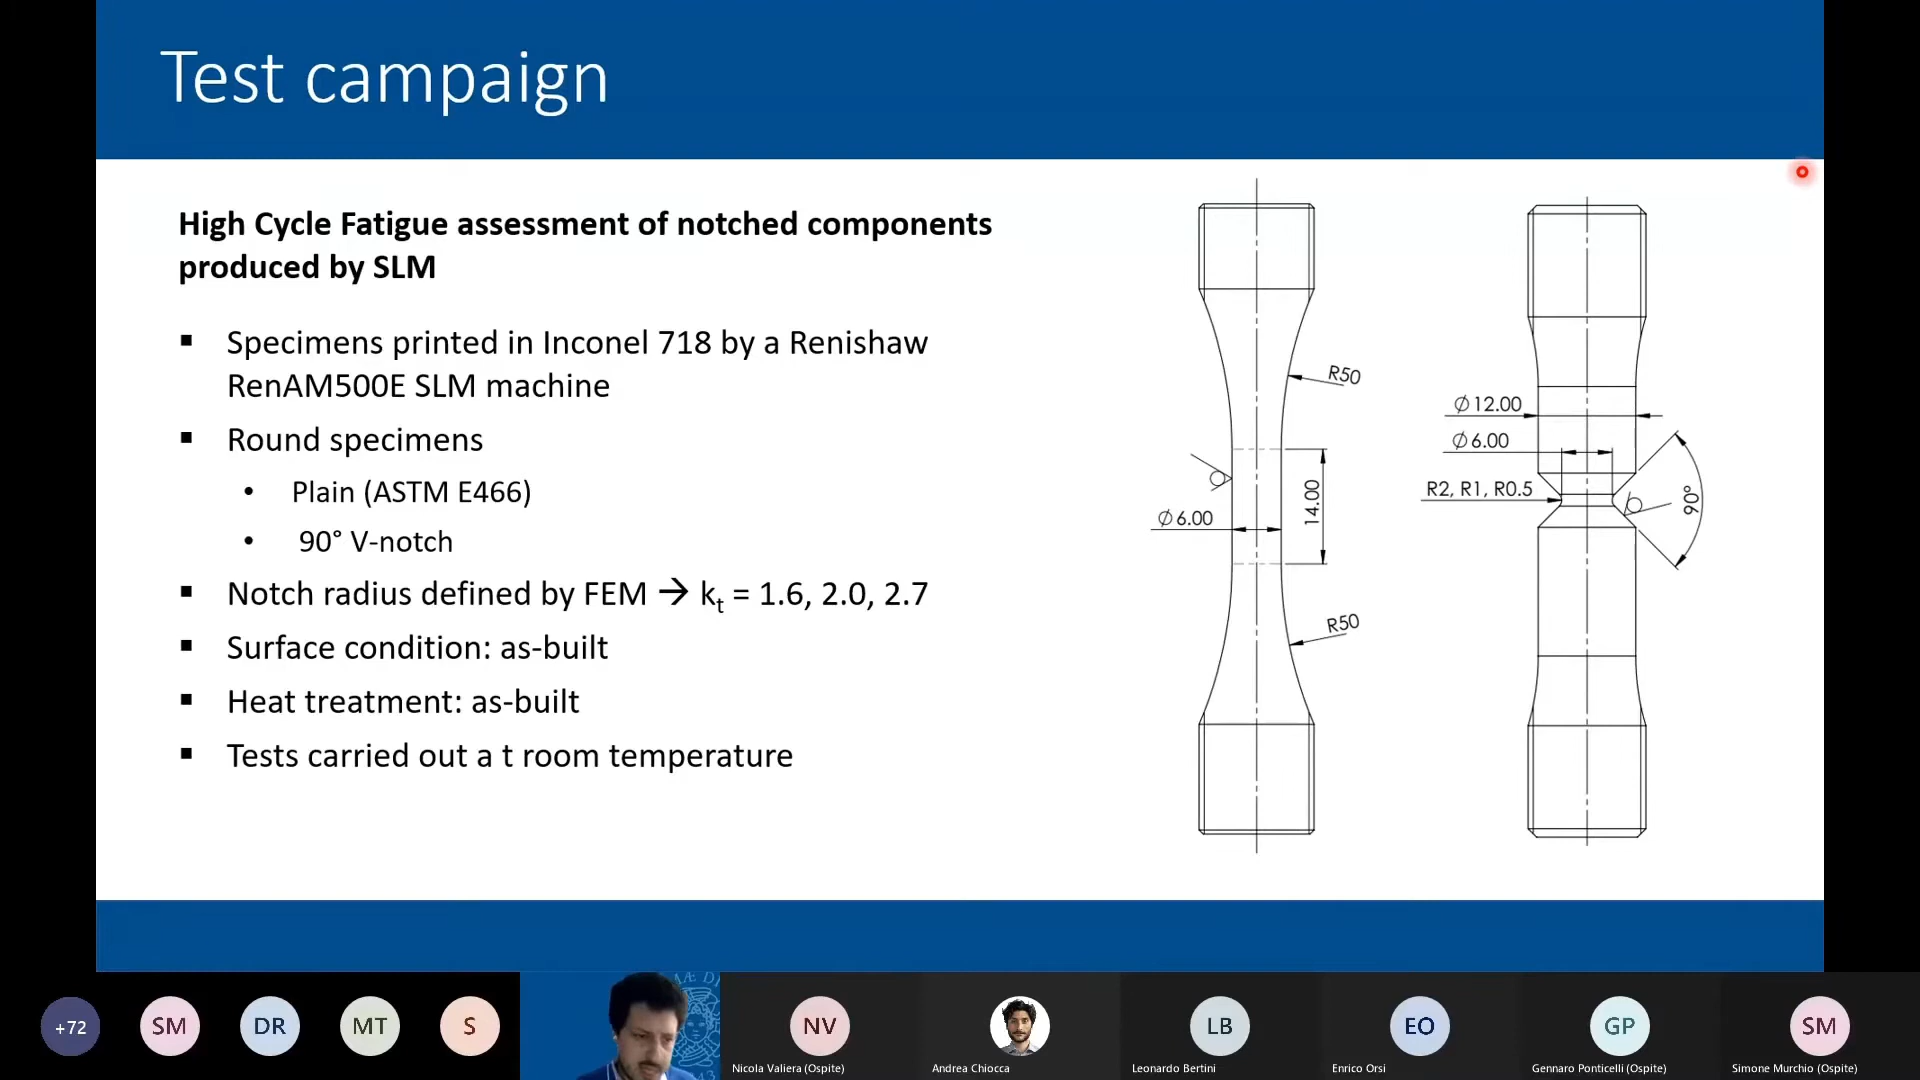 Test campaign
High Cycle Fatigue assessment of notched components
produced by SLM
▪ Specimens printed in Inconel 718 by a Renishaw
RenAM500E SLM machine
▪ Round specimens
• Plain (ASTM E466)
• 90° V-notch
▪ Notch radius defined by FEM → kt = 1.6, 2.0, 2.7
▪ Surface condition: as-built
▪ Heat treatment: as-built
▪ Tests carried out a t room temperature
R50
14.00
∅6.00
R50
∅12.00
∅6.00
R2, R1, R0.5
90°
+72
SM
DR
MT
S
NV
Nicola Valiera (Ospite)
Andrea Chiocca
LB
Leonardo Bertini
EO
Enrico Orsi
GP
Gennaro Ponticelli (Ospite)
SM
Simone Murchio (Ospite)